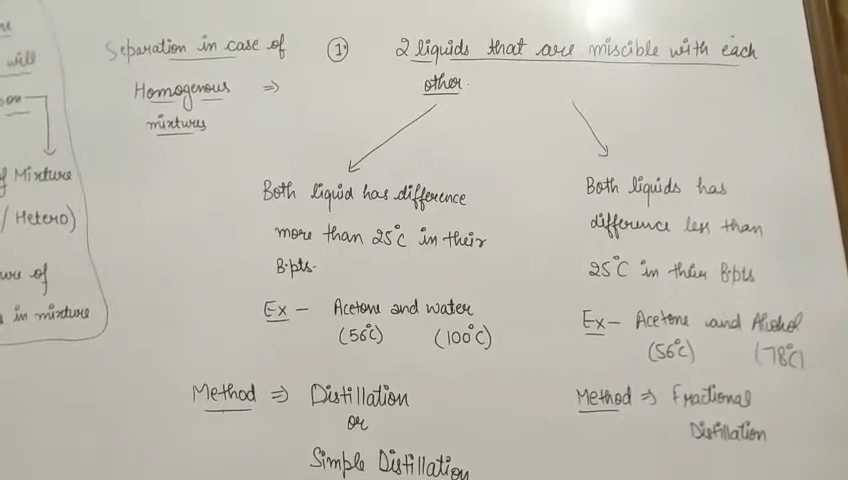 will
of Mixture
/ Hetero)
of
in mixture
Separation in case of
Homogenous ⇒
mixtures
① 2 liquids that are miscible with each
other.
Both liquid has difference
more than 25°C in their
B.pts.
Ex – Acetone and water
(56°C) (100°C)
Method ⇒ Distillation
or
Simple Distillation
Both liquids has
difference less than
25°C in their B.pts
Ex – Acetone and Alcohol
(56°C) (78°C)
Method ⇒ Fractional
Distillation